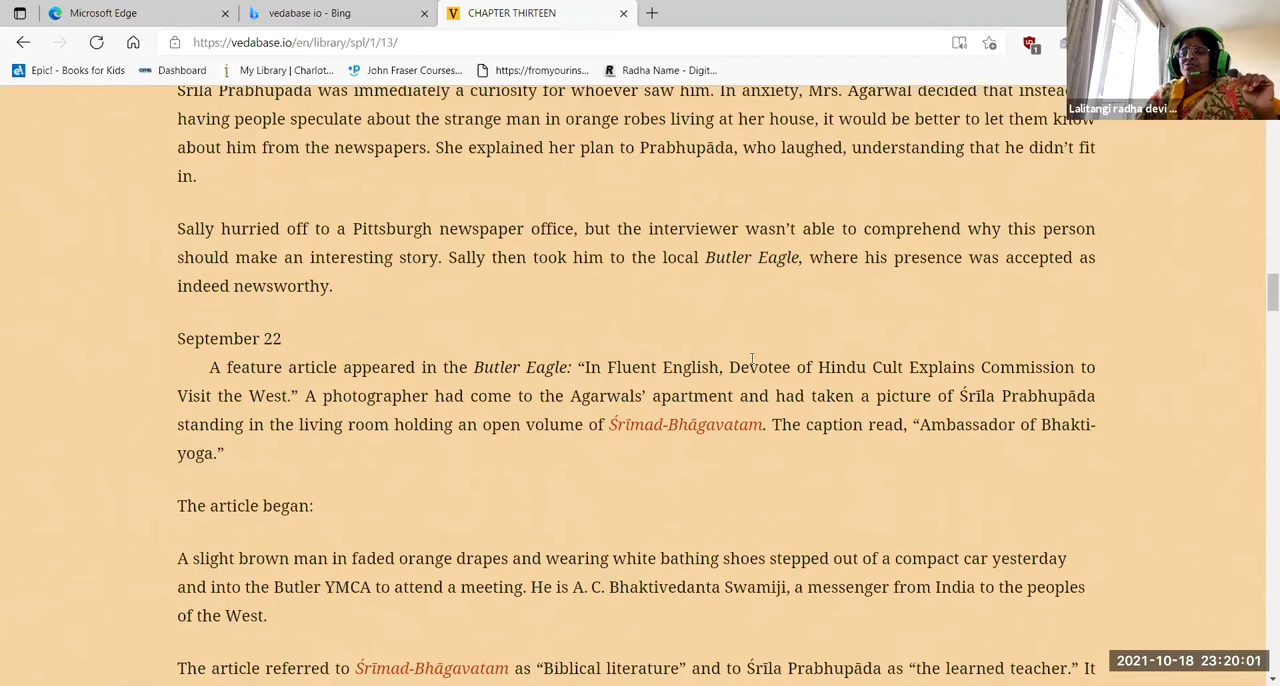 Microsoft Edge
vedabase io - Bing
CHAPTER THIRTEEN
https://vedabase.io/en/library/spl/1/13/
1
Epic! - Books for Kids
Dashboard
My Library | Charlot...
John Fraser Courses...
https://fromyourins...
Radha Name - Digit...
Lalitangi radha devi ...
Śrīla Prabhupāda was immediately a curiosity for whoever saw him. In anxiety, Mrs. Agarwal decided that
having people speculate about the strange man in orange robes living at her house, it would be better to let them know
about him from the newspapers. She explained her plan to Prabhupāda, who laughed, understanding that he didn’t fit
in.
Sally hurried off to a Pittsburgh newspaper office, but the interviewer wasn’t able to comprehend why this person
should make an interesting story. Sally then took him to the local Butler Eagle, where his presence was accepted as
indeed newsworthy.
September 22
A feature article appeared in the Butler Eagle: “In Fluent English, Devotee of Hindu Cult Explains Commission to
Visit the West.” A photographer had come to the Agarwals’ apartment and had taken a picture of Śrīla Prabhupāda
standing in the living room holding an open volume of Śrīmad-Bhāgavatam. The caption read, “Ambassador of Bhakti-
yoga.”
The article began:
A slight brown man in faded orange drapes and wearing white bathing shoes stepped out of a compact car yesterday
and into the Butler YMCA to attend a meeting. He is A. C. Bhaktivedanta Swamiji, a messenger from India to the peoples
of the West.
The article referred to Śrīmad-Bhāgavatam as “Biblical literature” and to Śrīla Prabhupāda as “the learned teacher.” It
2021-10-18 23:20:01